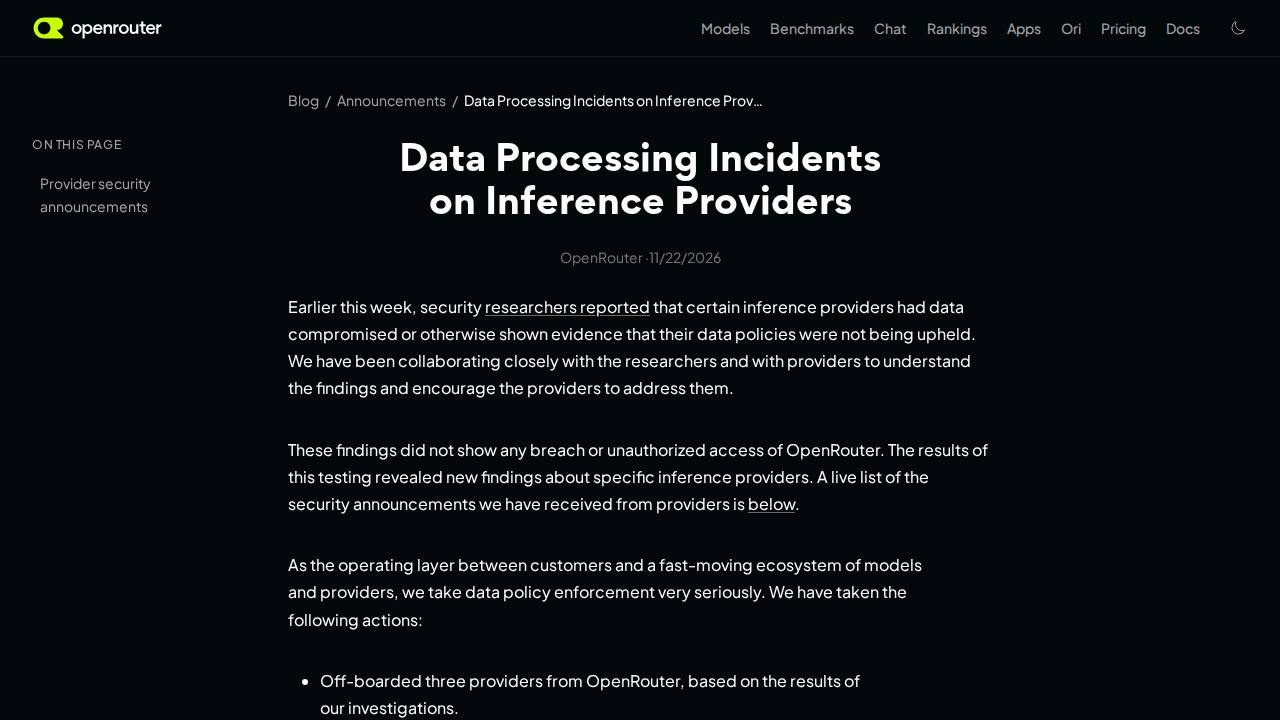 openrouter
Models Benchmarks Chat Rankings Apps Ori Pricing Docs
Blog / Announcements / Data Processing Incidents on Inference Prov...
ON THIS PAGE
Provider security
announcements
Data Processing Incidents
on Inference Providers
OpenRouter ·11/22/2026
Earlier this week, security researchers reported that certain inference providers had data
compromised or otherwise shown evidence that their data policies were not being upheld.
We have been collaborating closely with the researchers and with providers to understand
the findings and encourage the providers to address them.
These findings did not show any breach or unauthorized access of OpenRouter. The results of
this testing revealed new findings about specific inference providers. A live list of the
security announcements we have received from providers is below.
As the operating layer between customers and a fast-moving ecosystem of models
and providers, we take data policy enforcement very seriously. We have taken the
following actions:
• Off-boarded three providers from OpenRouter, based on the results of
our investigations.